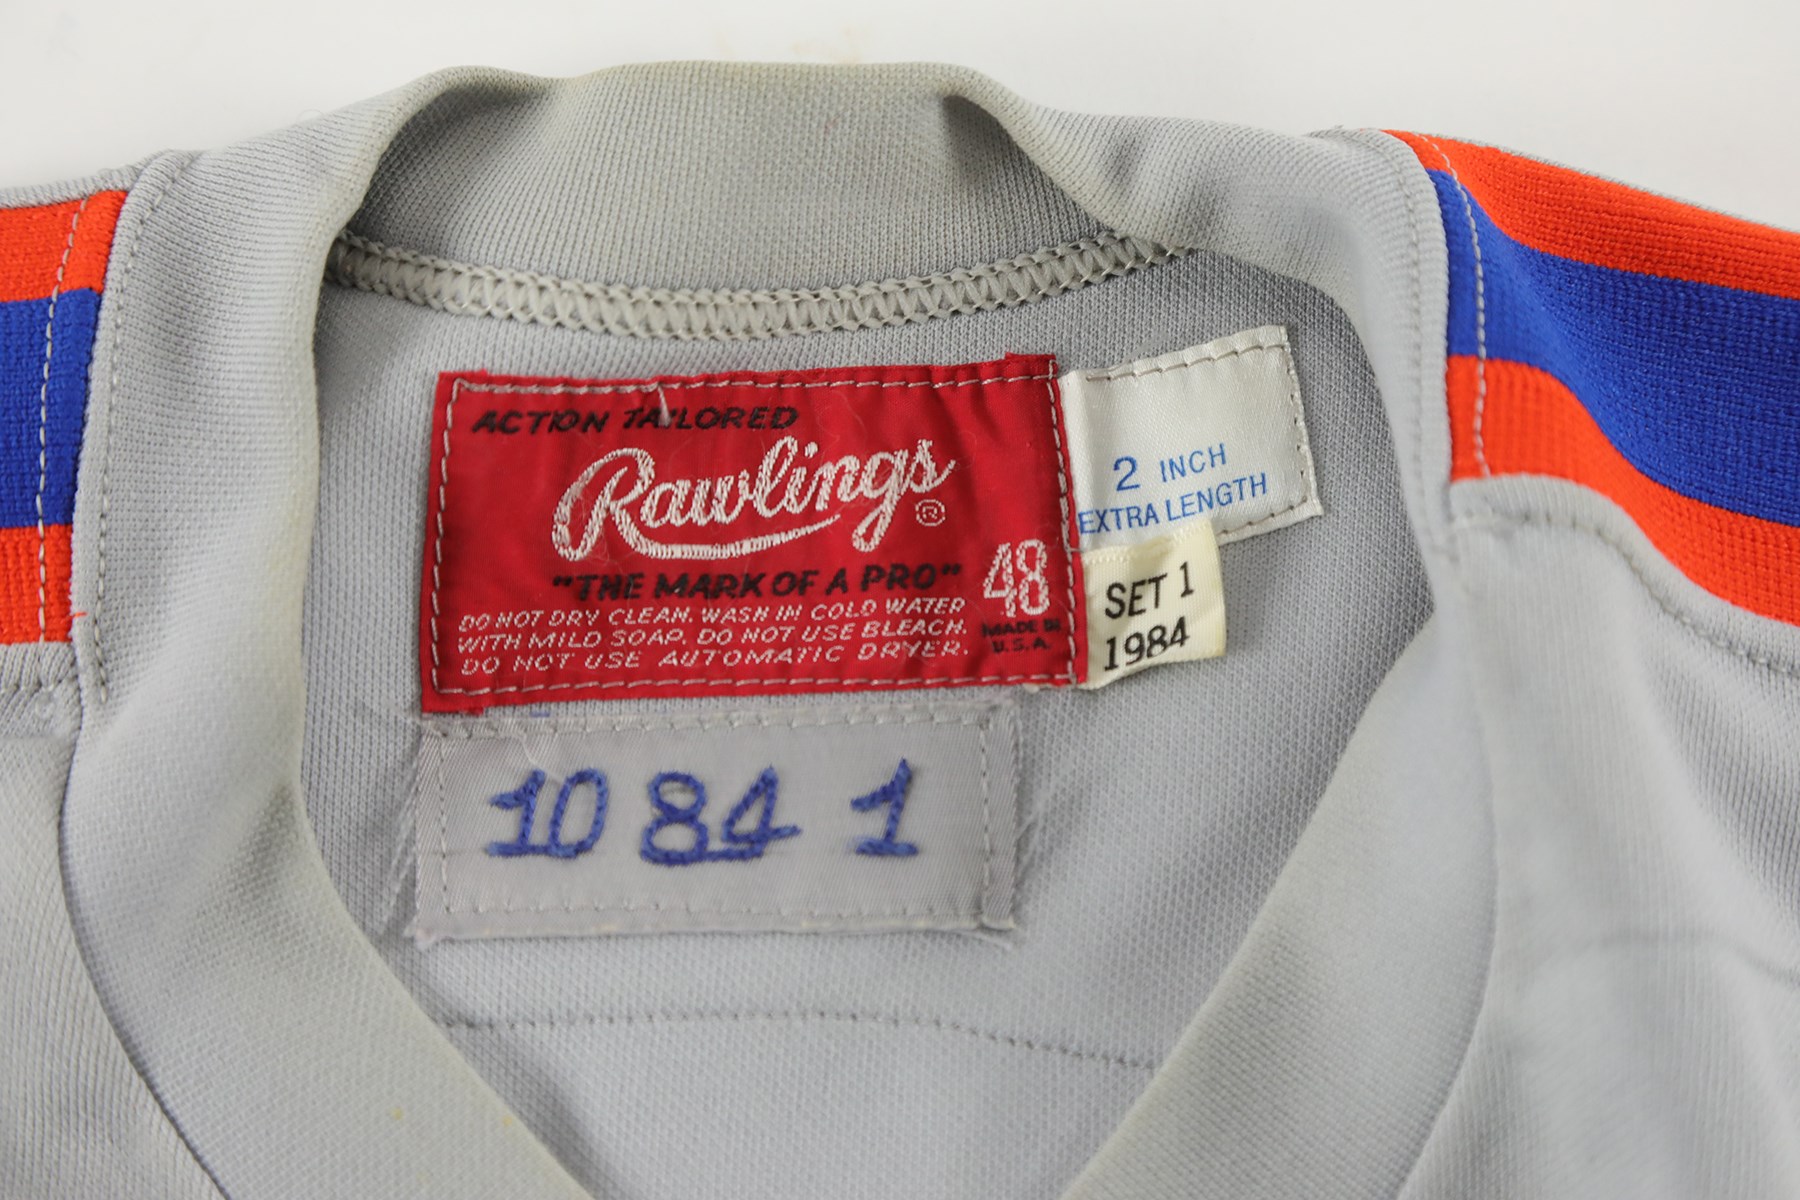 ACTION TAILORED
Rawlings®
"THE MARK OF A PRO"
DO NOT DRY CLEAN. WASH IN COLD WATER
WITH MILD SOAP. DO NOT USE BLEACH.
DO NOT USE AUTOMATIC DRYER.
48
MADE IN
U.S.A.
2 INCH
EXTRA LENGTH
SET 1
1984
10 84 1